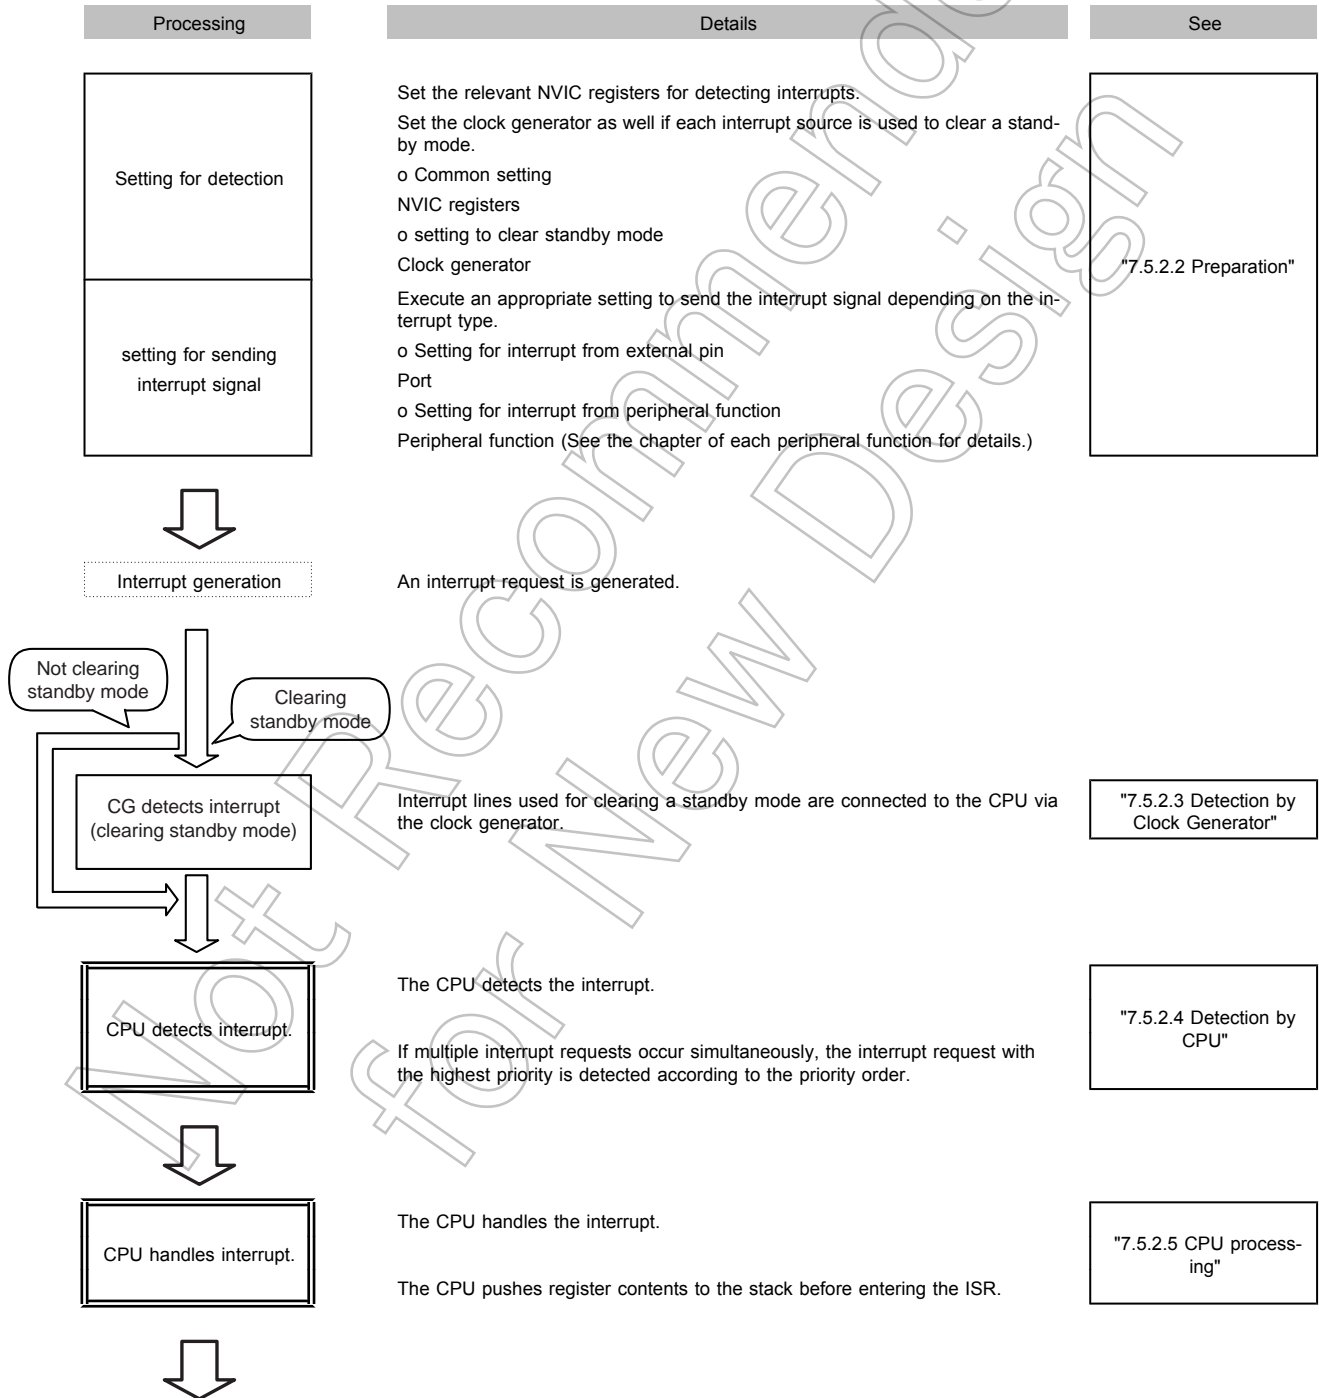 Processing
Details
See
Setting for detection
Set the relevant NVIC registers for detecting interrupts.
Set the clock generator as well if each interrupt source is used to clear a stand-
by mode.
o Common setting
NVIC registers
o setting to clear standby mode
Clock generator
"7.5.2.2 Preparation"
setting for sending
interrupt signal
Execute an appropriate setting to send the interrupt signal depending on the in-
terrupt type.
o Setting for interrupt from external pin
Port
o Setting for interrupt from peripheral function
Peripheral function (See the chapter of each peripheral function for details.)
Interrupt generation
An interrupt request is generated.
Not clearing
standby mode
Clearing
standby mode
CG detects interrupt
(clearing standby mode)
Interrupt lines used for clearing a standby mode are connected to the CPU via
the clock generator.
"7.5.2.3 Detection by
Clock Generator"
CPU detects interrupt.
The CPU detects the interrupt.
If multiple interrupt requests occur simultaneously, the interrupt request with
the highest priority is detected according to the priority order.
"7.5.2.4 Detection by
CPU"
CPU handles interrupt.
The CPU handles the interrupt.
The CPU pushes register contents to the stack before entering the ISR.
"7.5.2.5 CPU process-
ing"
Not Recommended
for New Design